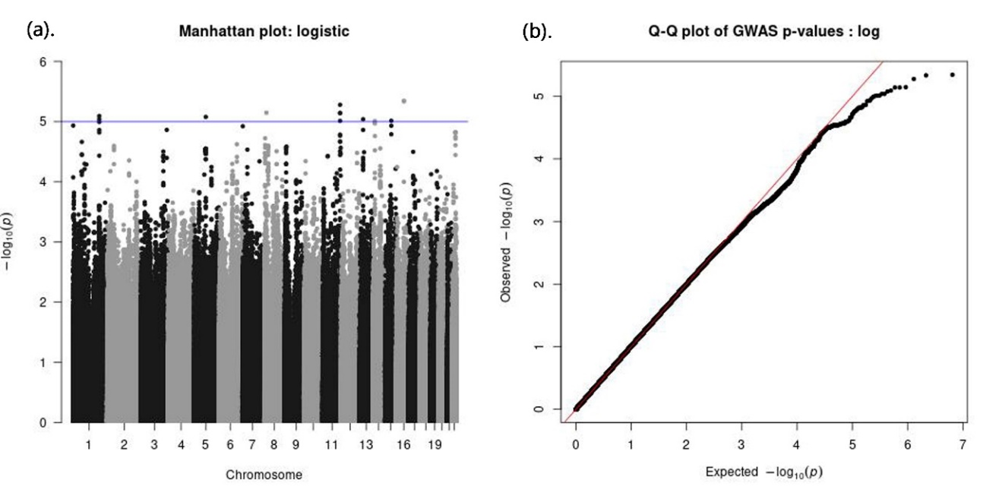 (a).
Manhattan plot: logistic
6
5
4
3
2
1
0
− log10(p)
1 2 3 4 5 6 7 8 9 11 13 16 19
Chromosome
(b).
Q-Q plot of GWAS p-values : log
5
4
3
2
1
0
Observed − log10(p)
0 1 2 3 4 5 6 7
Expected − log10(p)